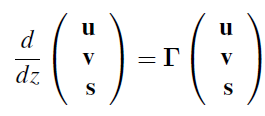 d/dz ( u v s ) = Γ ( u v s )